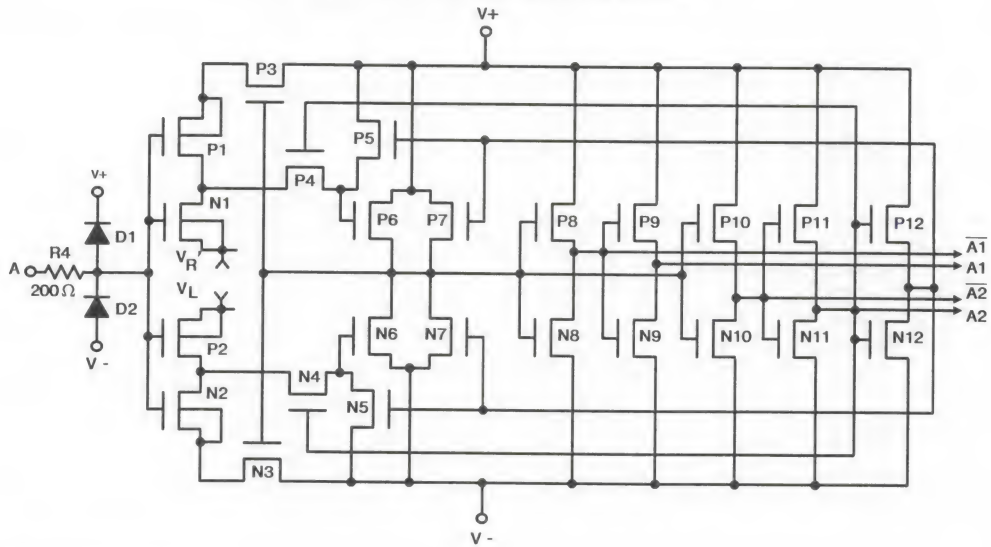 V+
P3
P5
P1
P4
V+
N1
P6
P7
P8
P9
P10
P11
P12
D1
R4
A
200Ω
VR
A1
A1
VL
D2
A2
A2
P2
V -
N6
N7
N8
N9
N10
N11
N12
N4
N2
N5
N3
V -